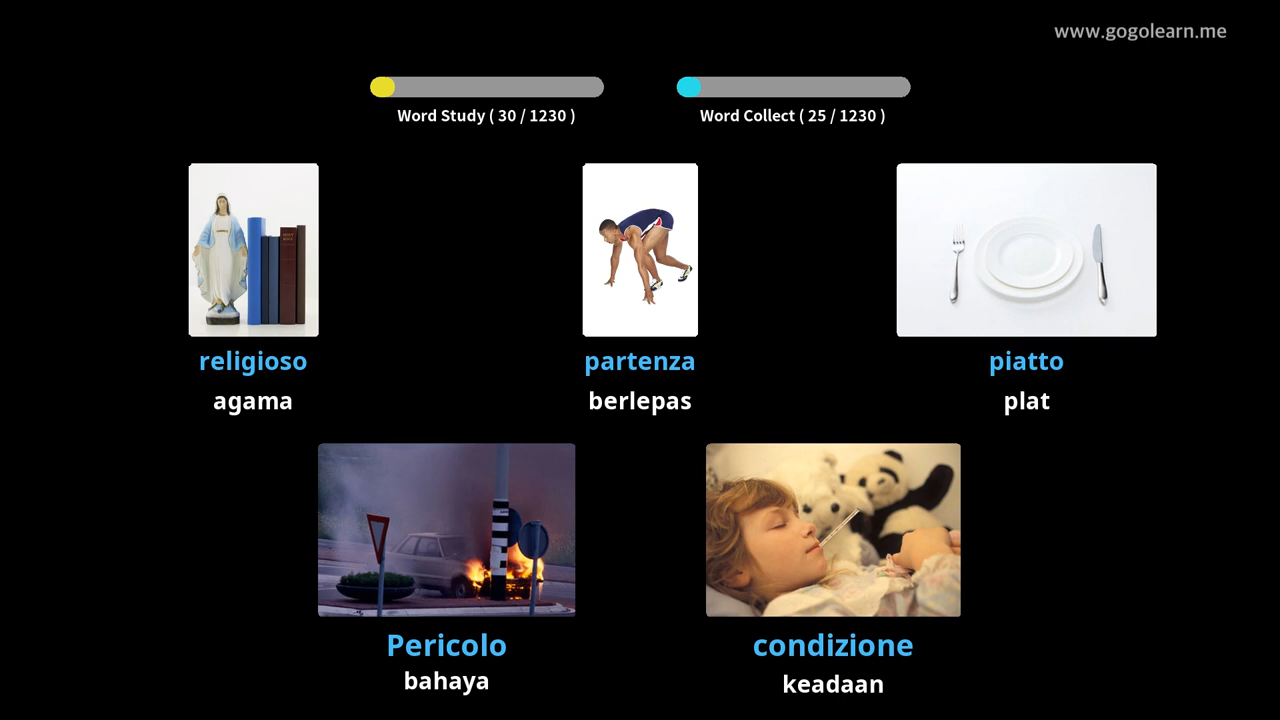 www.gogolearn.me
Word Study ( 30 / 1230 )
Word Collect ( 25 / 1230 )
religioso
agama
partenza
berlepas
piatto
plat
Pericolo
bahaya
condizione
keadaan